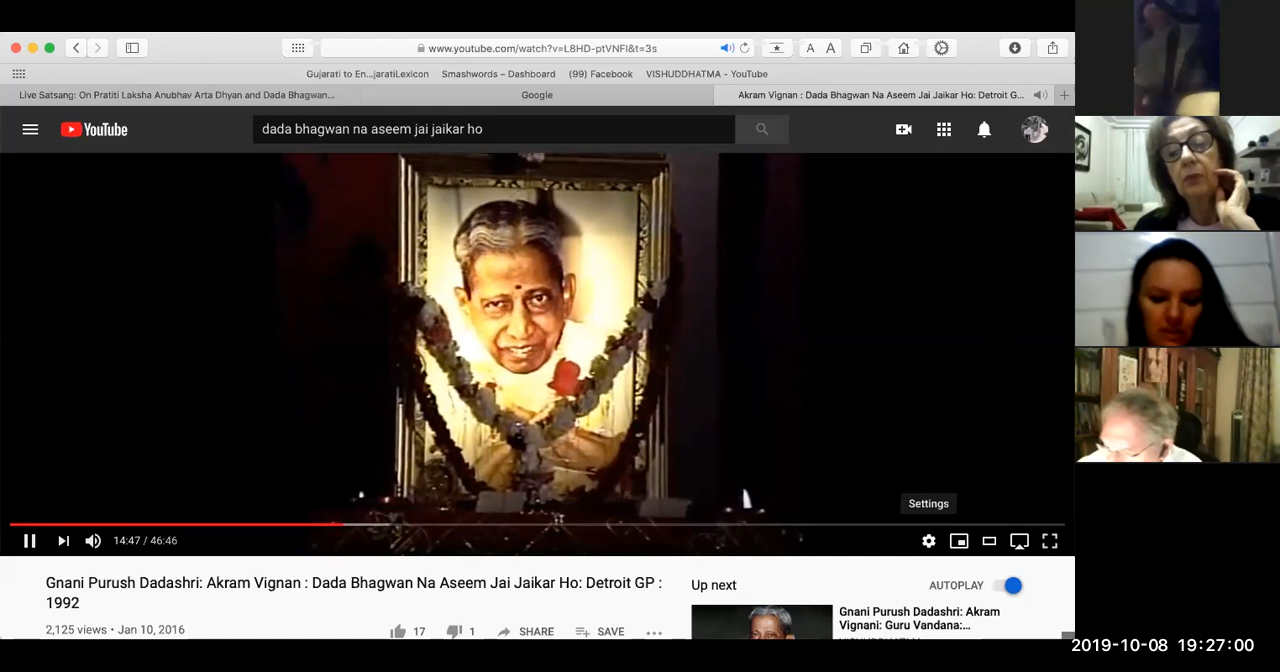 www.youtube.com/watch?v=L8HD-ptVNFI&t=3s
A A
Gujarati to En...jaratiLexicon Smashwords – Dashboard (99) Facebook VISHUDDHATMA - YouTube
Live Satsang: On Pratiti Laksha Anubhav Arta Dhyan and Dada Bhagwan... Google Akram Vignan : Dada Bhagwan Na Aseem Jai Jaikar Ho: Detroit G...
YouTube
dada bhagwan na aseem jai jaikar ho
Settings
14:47 / 46:46
Gnani Purush Dadashri: Akram Vignan : Dada Bhagwan Na Aseem Jai Jaikar Ho: Detroit GP :
1992
2,125 views • Jan 10, 2016
17 1 SHARE SAVE
Up next AUTOPLAY
Gnani Purush Dadashri: Akram
Vignani: Guru Vandana:...
2019-10-08 19:27:00